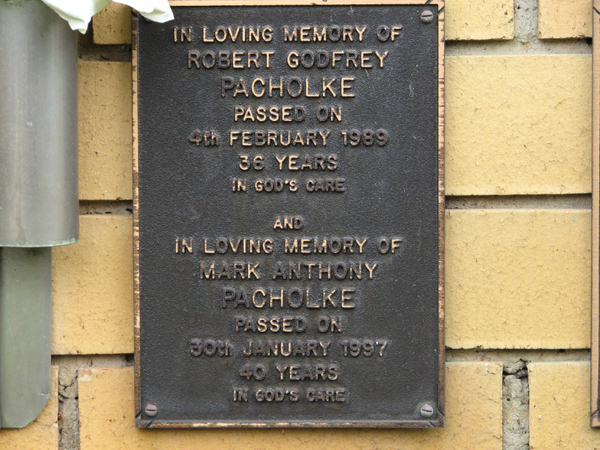 IN LOVING MEMORY OF
ROBERT GODFREY
PACHOLKE
PASSED ON
4th FEBRUARY 1989
36 YEARS
IN GOD'S CARE
AND
IN LOVING MEMORY OF
MARK ANTHONY
PACHOLKE
PASSED ON
30th JANUARY 1997
40 YEARS
IN GOD'S CARE